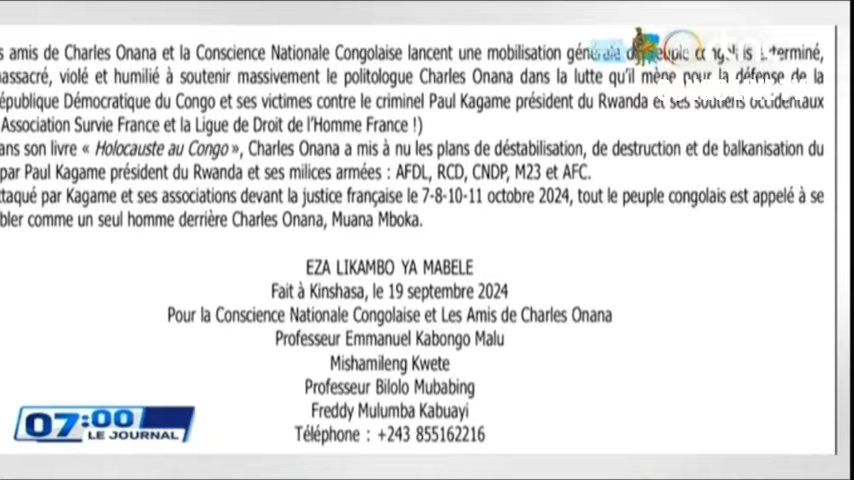 s amis de Charles Onana et la Conscience Nationale Congolaise lancent une mobilisation générale du peuple congolais exterminé,
assacré, violé et humilié à soutenir massivement le politologue Charles Onana dans la lutte qu'il mène pour la défense de la
épublique Démocratique du Congo et ses victimes contre le criminel Paul Kagame président du Rwanda et ses soutiens occidentaux
Association Survie France et la Ligue de Droit de l'Homme France !)
ans son livre « Holocauste au Congo », Charles Onana a mis à nu les plans de déstabilisation, de destruction et de balkanisation du
par Paul Kagame président du Rwanda et ses milices armées : AFDL, RCD, CNDP, M23 et AFC.
ttaqué par Kagame et ses associations devant la justice française le 7-8-10-11 octobre 2024, tout le peuple congolais est appelé à se
bler comme un seul homme derrière Charles Onana, Muana Mboka.
EZA LIKAMBO YA MABELE
Fait à Kinshasa, le 19 septembre 2024
Pour la Conscience Nationale Congolaise et Les Amis de Charles Onana
Professeur Emmanuel Kabongo Malu
Mishamileng Kwete
Professeur Bilolo Mubabing
Freddy Mulumba Kabuayi
Téléphone : +243 855162216
07:00
LE JOURNAL